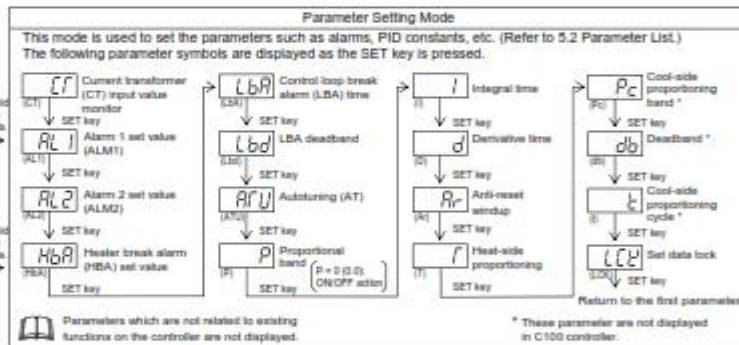 Parameter Setting Mode
This mode is used to set the parameters such as alarms, PID constants, etc. (Refer to 5.2 Parameter List.)
The following parameter symbols are displayed as the SET key is pressed.
CT
Current transformer
(CT) input value
monitor
(CT)
SET key
AL1
Alarm 1 set value
(ALM1)
(AL1)
SET key
AL2
Alarm 2 set value
(ALM2)
(AL2)
SET key
HbA
Heater break alarm
(HBA) set value
(HbA)
SET key
LbA
Control loop break
alarm (LBA) time
(LbA)
SET key
Lbd
LBA deadband
(Lbd)
SET key
ATU
Autotuning (AT)
(ATU)
SET key
P
Proportional
band
(P)
P = 0 (0.0):
ON/OFF action
SET key
I
Integral time
(I)
SET key
d
Derivative time
(D)
SET key
Ar
Anti-reset
windup
(Ar)
SET key
T
Heat-side
proportioning
(T)
SET key
Pc
Cool-side
proportioning
band *
(Pc)
SET key
db
Deadband *
(db)
SET key
t
Cool-side
proportioning
cycle *
(t)
SET key
LCK
Set data lock
(LCK)
SET key
Return to the first parameter
Parameters which are not related to existing
functions on the controller are not displayed.
* These parameter are not displayed
in C100 controller.